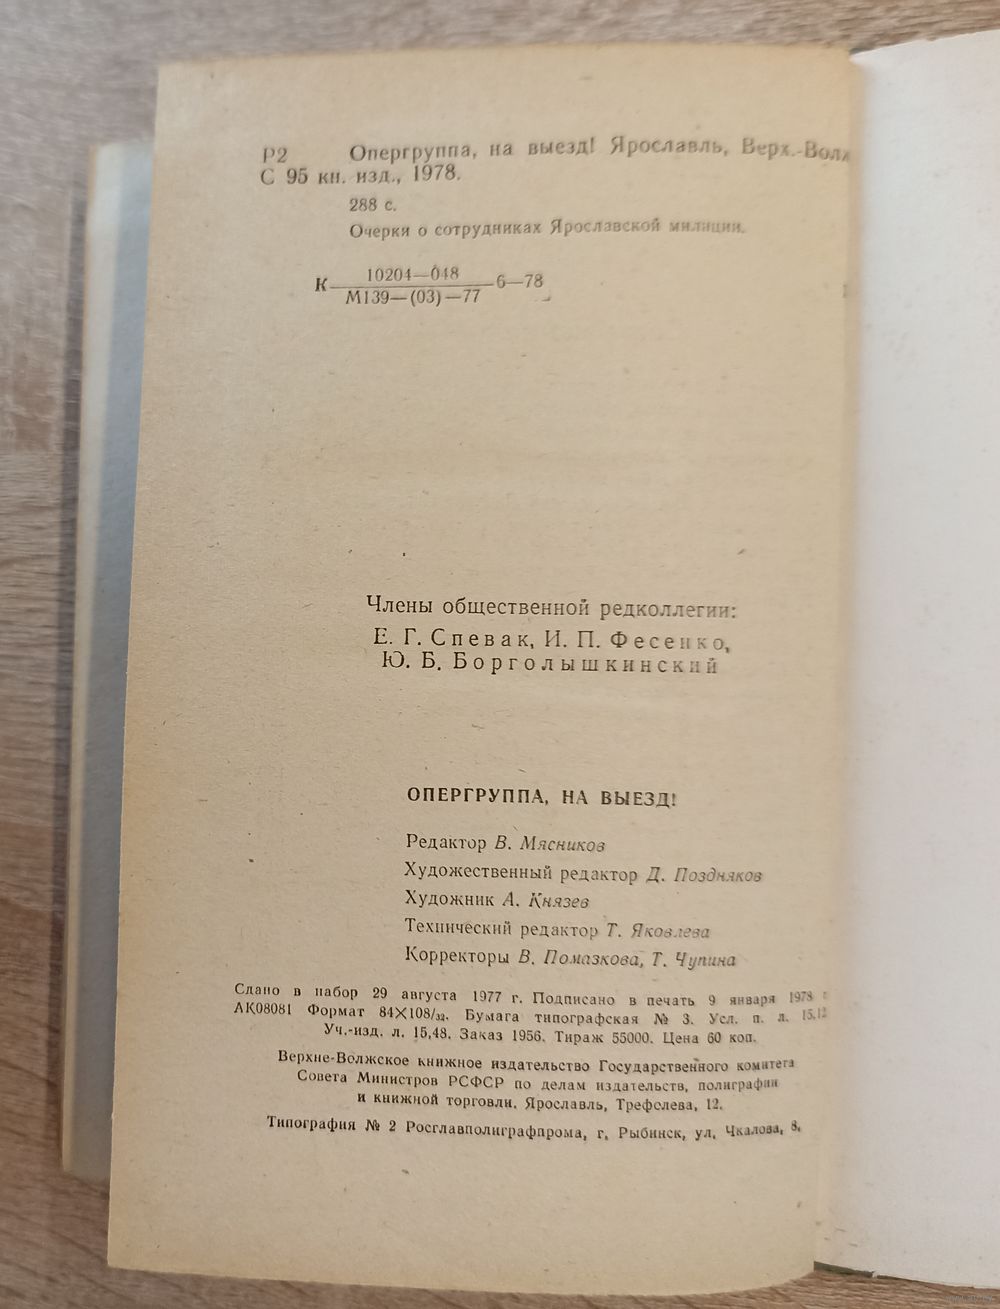 Р2 Опергруппа, на выезд! Ярославль, Верх.-Волж
С 95 кн. изд., 1978.
288 с.
Очерки о сотрудниках Ярославской милиции.
К 10204—048 6—78
М139—(03)—77
Члены общественной редколлегии:
Е. Г. Спевак, И. П. Фесенко,
Ю. Б. Борголышкинский
ОПЕРГРУППА, НА ВЫЕЗД!
Редактор В. Мясников
Художественный редактор Д. Поздняков
Художник А. Князев
Технический редактор Т. Яковлева
Корректоры В. Помазкова, Т. Чупина
Сдано в набор 29 августа 1977 г. Подписано в печать 9 января 1978 г.
АК08081 Формат 84×108/32. Бумага типографская № 3. Усл. п. л. 15,12
Уч.-изд. л. 15,48. Заказ 1956. Тираж 55000. Цена 60 коп.
Верхне-Волжское книжное издательство Государственного комитета
Совета Министров РСФСР по делам издательств, полиграфии
и книжной торговли. Ярославль, Трефолева, 12.
Типография № 2 Росглавполиграфпрома, г. Рыбинск, ул. Чкалова, 8.